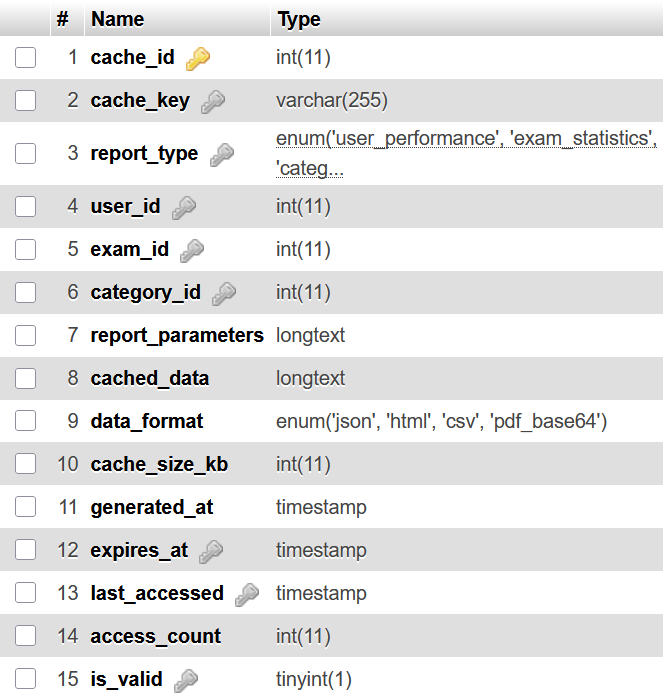 # Name Type
1 cache_id int(11)
2 cache_key varchar(255)
3 report_type enum('user_performance', 'exam_statistics',
'categ...
4 user_id int(11)
5 exam_id int(11)
6 category_id int(11)
7 report_parameters longtext
8 cached_data longtext
9 data_format enum('json', 'html', 'csv', 'pdf_base64')
10 cache_size_kb int(11)
11 generated_at timestamp
12 expires_at timestamp
13 last_accessed timestamp
14 access_count int(11)
15 is_valid tinyint(1)